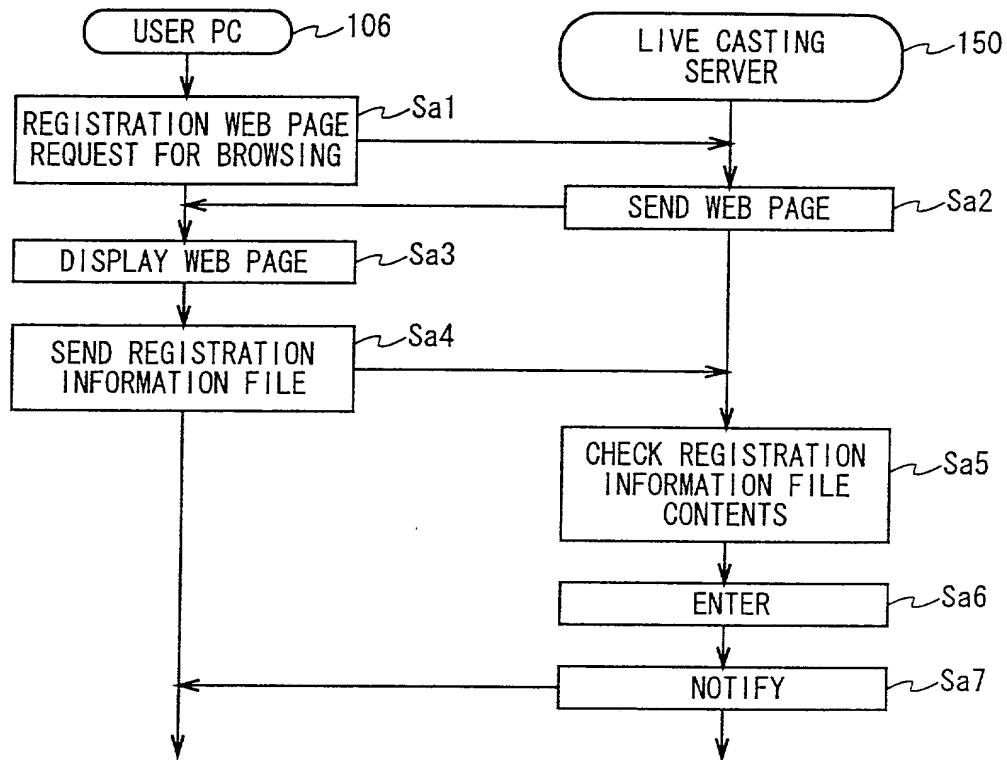 USER PC
106
LIVE CASTING
SERVER
150
REGISTRATION WEB PAGE
REQUEST FOR BROWSING
Sa1
SEND WEB PAGE
Sa2
DISPLAY WEB PAGE
Sa3
SEND REGISTRATION
INFORMATION FILE
Sa4
CHECK REGISTRATION
INFORMATION FILE
CONTENTS
Sa5
ENTER
Sa6
NOTIFY
Sa7